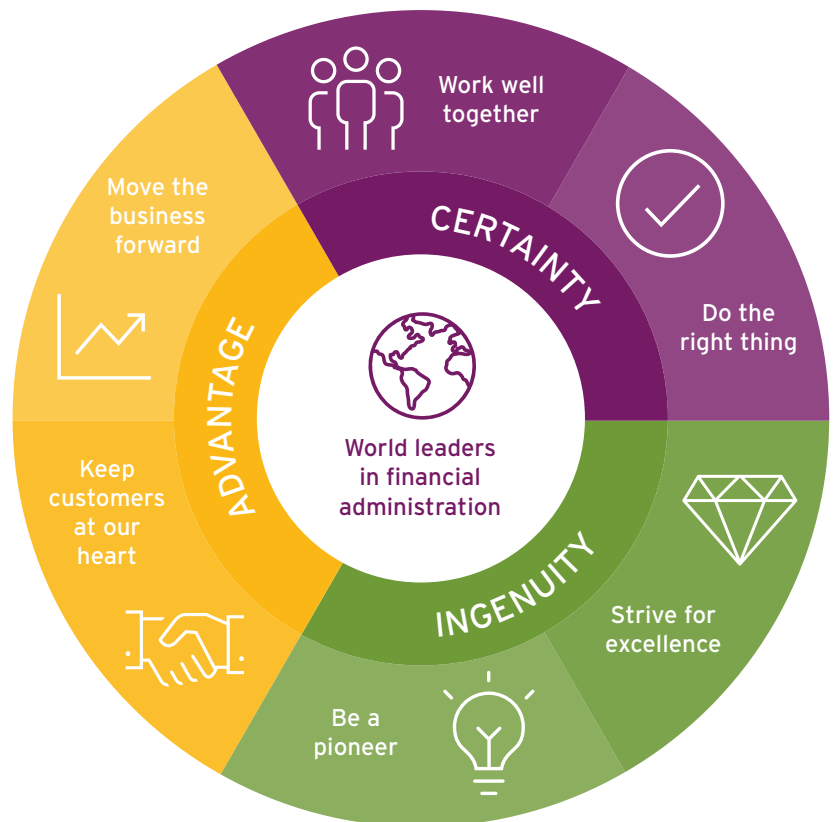 Work well
together
Do the
right thing
Strive for
excellence
Be a
pioneer
Keep
customers
at our
heart
Move the
business
forward
CERTAINTY
INGENUITY
ADVANTAGE
World leaders
in financial
administration